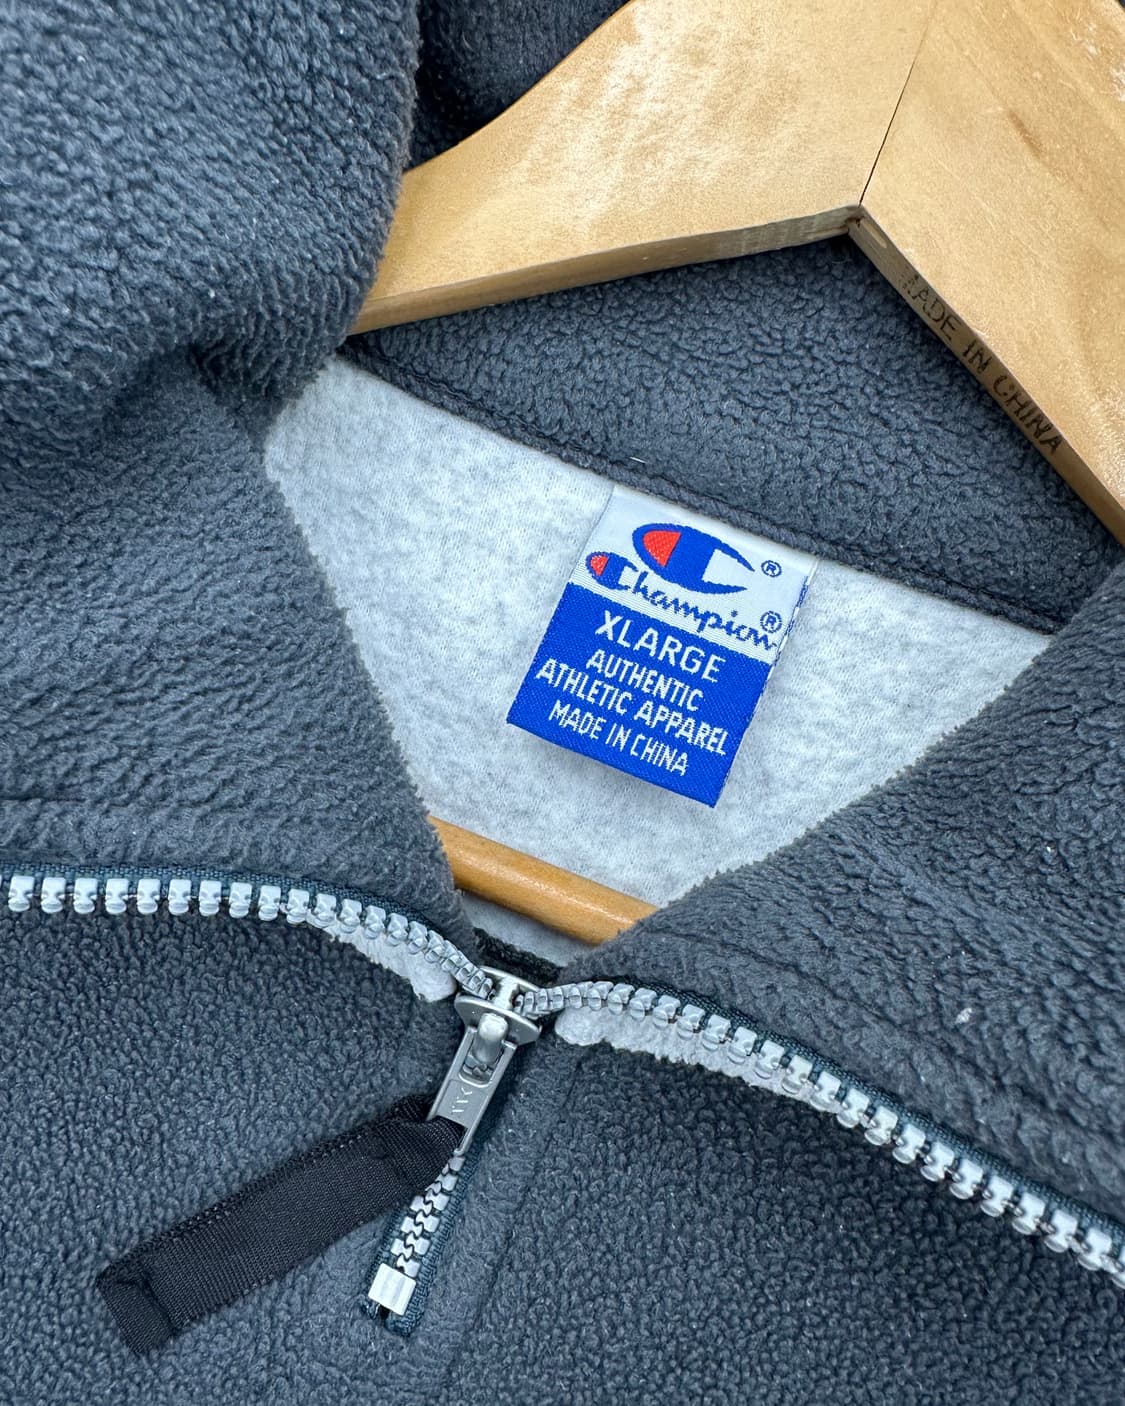 MADE IN CHINA
®
Champion®
XLARGE
AUTHENTIC
ATHLETIC APPAREL
MADE IN CHINA